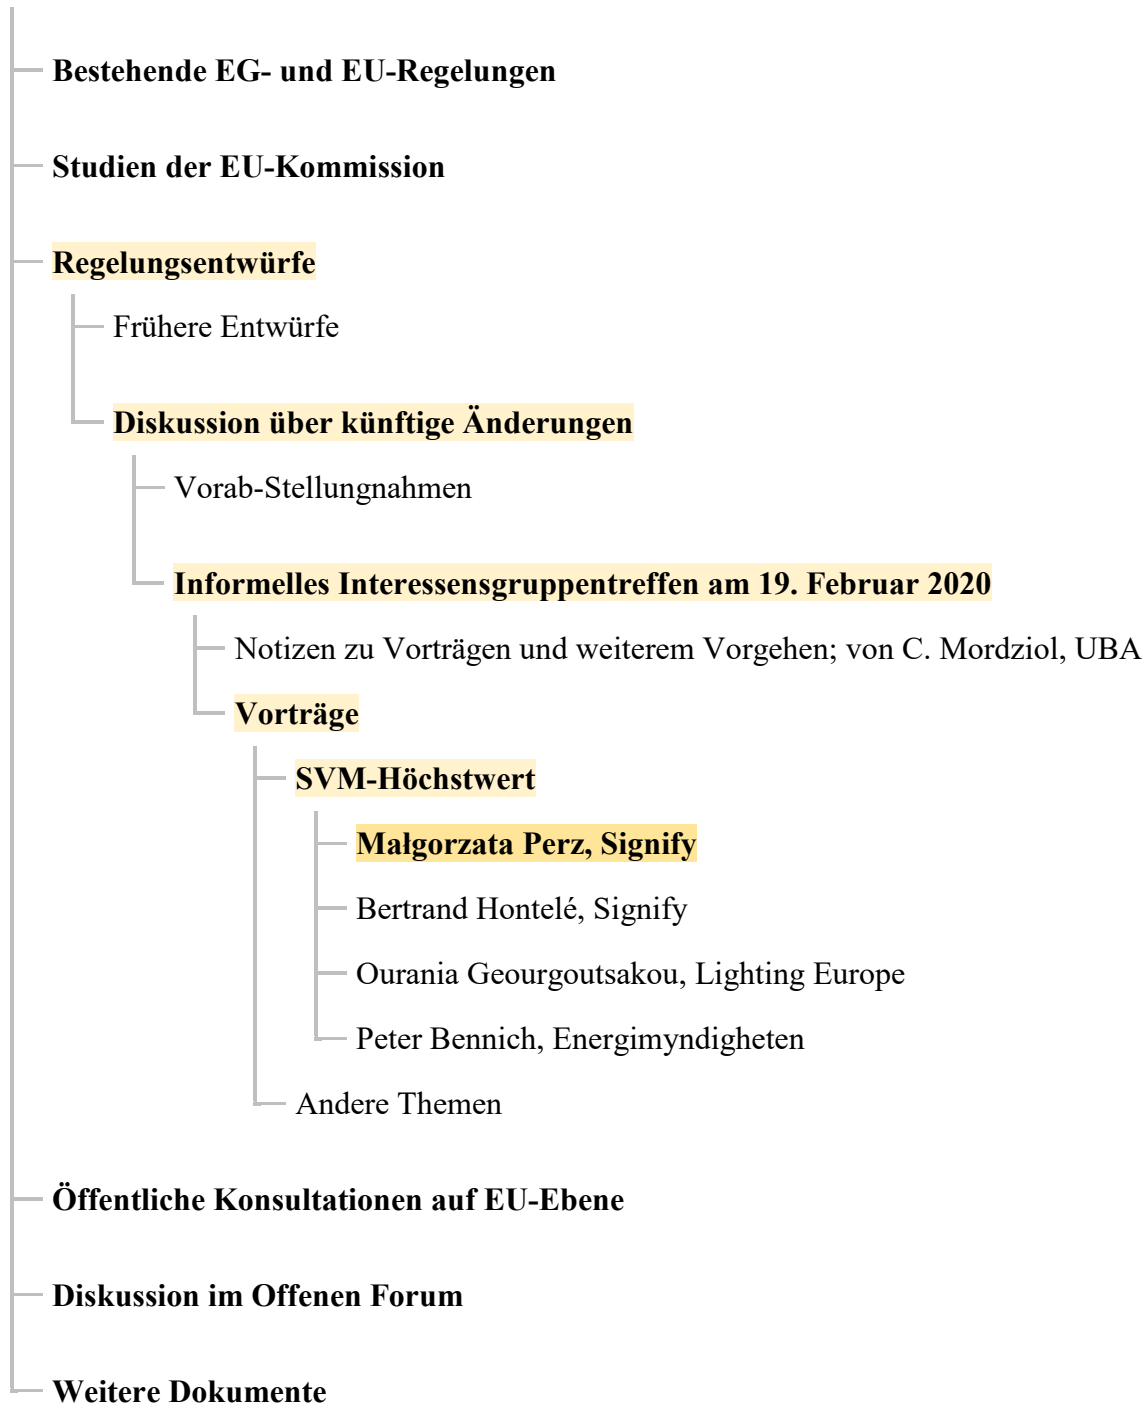 Bestehende EG- und EU-Regelungen
Studien der EU-Kommission
Regelungsentwürfe
Frühere Entwürfe
Diskussion über künftige Änderungen
Vorab-Stellungnahmen
Informelles Interessensgruppentreffen am 19. Februar 2020
Notizen zu Vorträgen und weiterem Vorgehen; von C. Mordziol, UBA
Vorträge
SVM-Höchstwert
Małgorzata Perz, Signify
Bertrand Hontelé, Signify
Ourania Geourgoutsakou, Lighting Europe
Peter Bennich, Energimyndigheten
Andere Themen
Öffentliche Konsultationen auf EU-Ebene
Diskussion im Offenen Forum
Weitere Dokumente